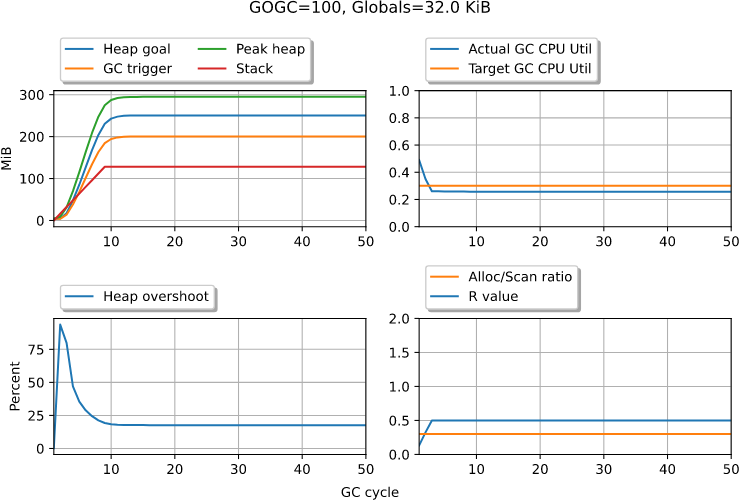 GOGC=100, Globals=32.0 KiB
Heap goal Peak heap
GC trigger Stack
Actual GC CPU Util
Target GC CPU Util
300
200
100
0
MiB
10 20 30 40 50
1.0
0.8
0.6
0.4
0.2
0.0
10 20 30 40 50
Heap overshoot
Alloc/Scan ratio
R value
75
50
25
0
Percent
10 20 30 40 50
2.0
1.5
1.0
0.5
0.0
10 20 30 40 50
GC cycle